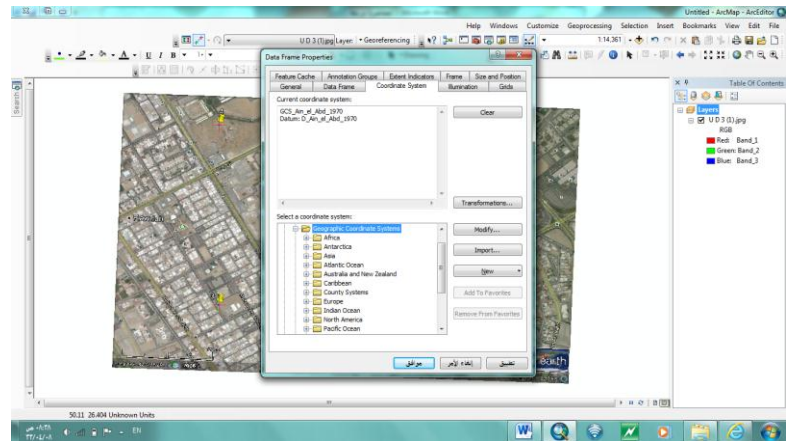 Untitled - ArcMap - ArcEditor
Help Windows Customize Geoprocessing Selection Insert Bookmarks View Edit File
U D 3 (1).jpg Layer: Georeferencing
1:14,361
B I U A
Data Frame Properties
Feature Cache Annotation Groups Extent Indicators Frame Size and Position
General Data Frame Coordinate System Illumination Grids
Current coordinate system:
GCS_Ain_el_Abd_1970
Datum: D_Ain_el_Abd_1970
Clear
Transformations...
Select a coordinate system:
Geographic Coordinate Systems
Africa
Antarctica
Asia
Atlantic Ocean
Australia and New Zealand
Caribbean
County Systems
Europe
Indian Ocean
North America
Pacific Ocean
Modify...
Import...
New
Add To Favorites
Remove From Favorites
موافق إلغاء الأمر تطبيق
Table Of Contents
Layers
U D 3 (1).jpg
RGB
Red: Band_1
Green: Band_2
Blue: Band_3
Search
earth
50.11 26.404 Unknown Units
EN